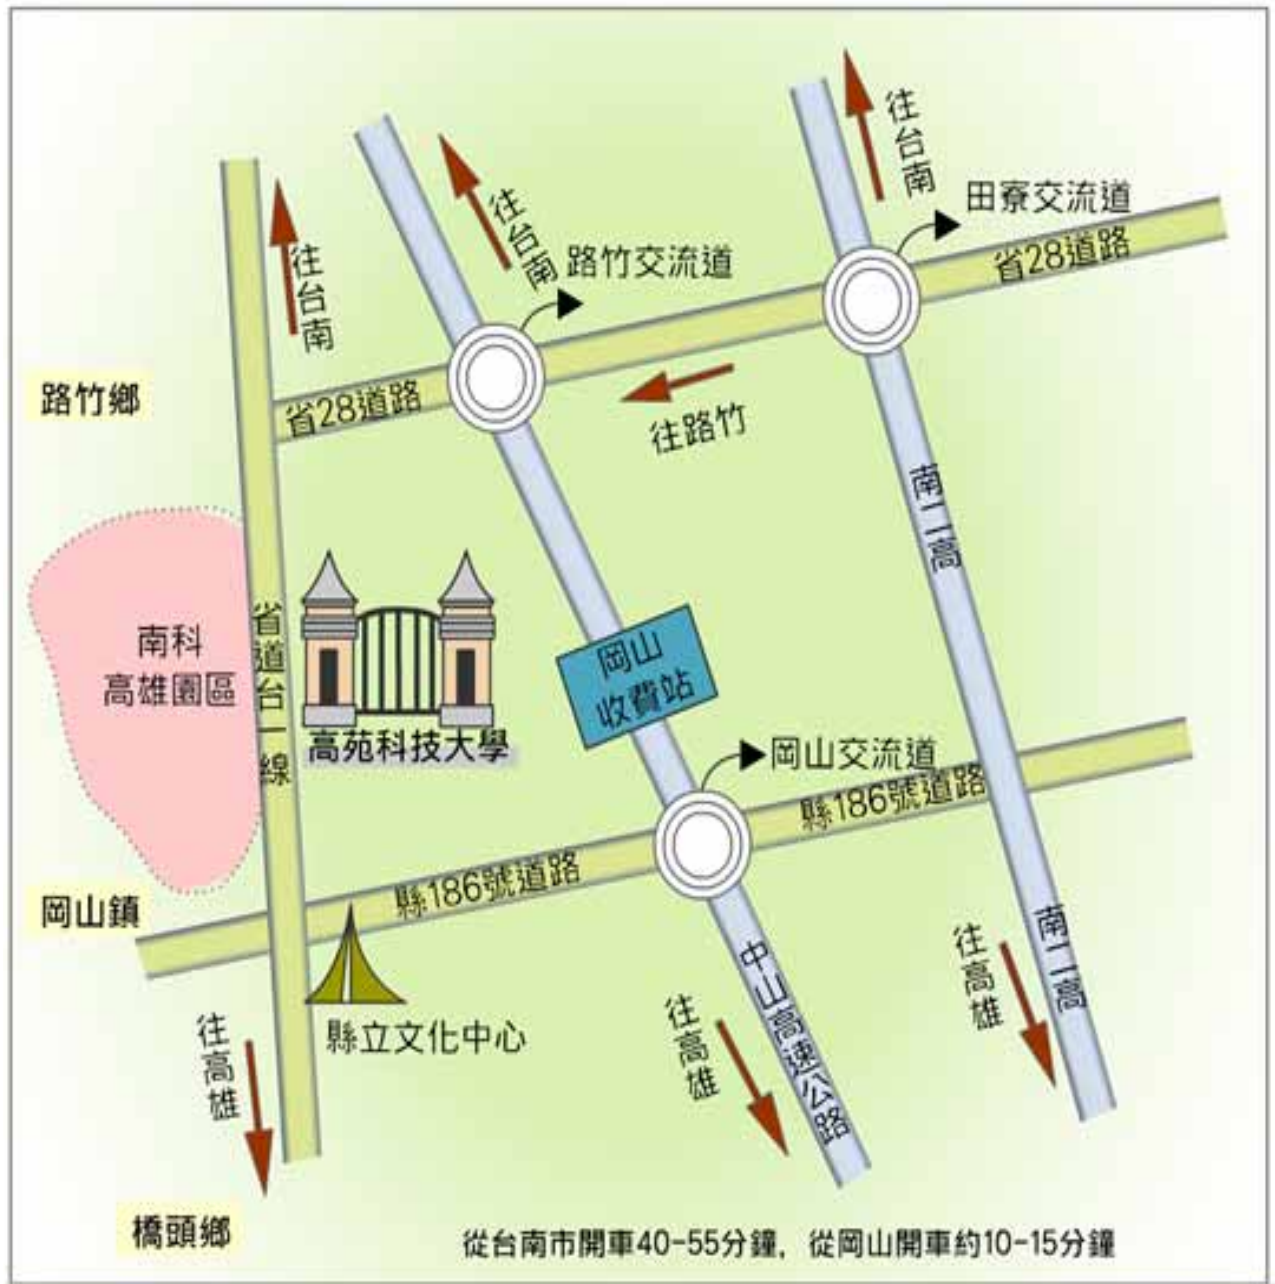 往台南
往台南
往台南
田寮交流道
路竹交流道
省28道路
省28道路
往路竹
路竹鄉
南二高
南科
高雄園區
省道台一線
岡山
收費站
高苑科技大學
岡山交流道
縣186號道路
縣186號道路
岡山鎮
縣立文化中心
往高雄
往高雄
中山高速公路
往高雄
南二高
橋頭鄉
從台南市開車40-55分鐘，從岡山開車約10-15分鐘